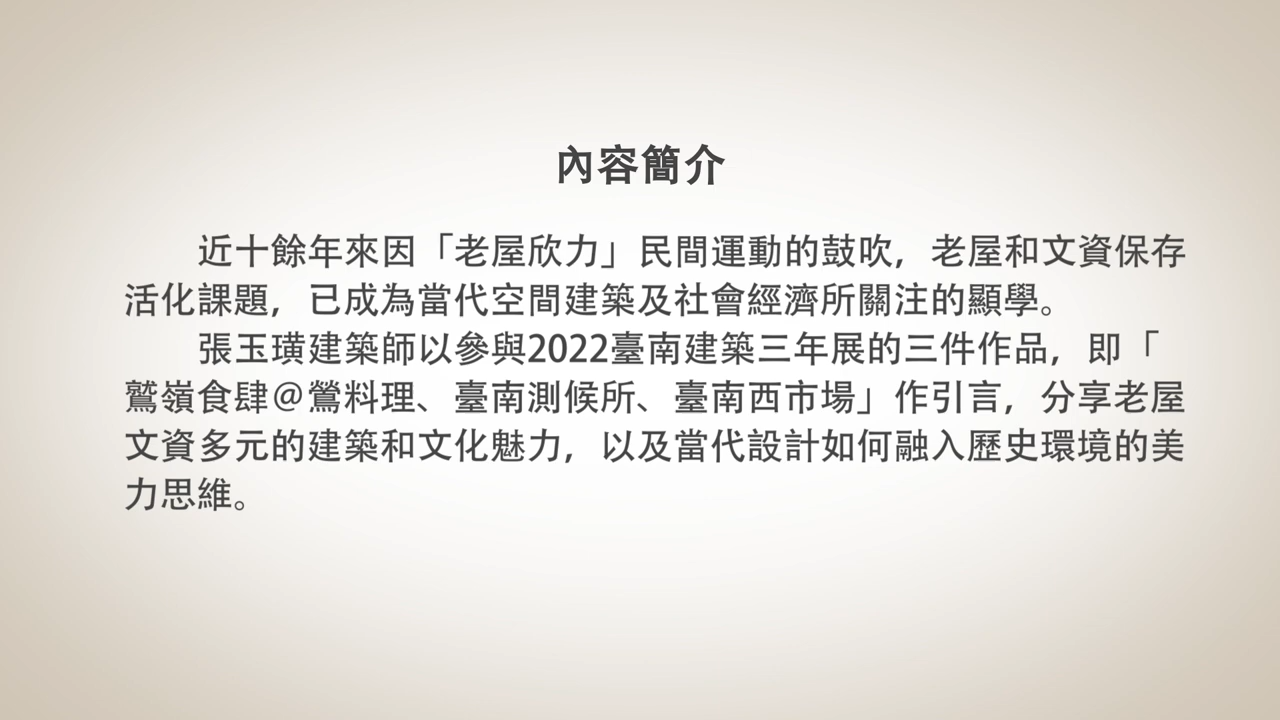 內容簡介
近十餘年來因「老屋欣力」民間運動的鼓吹，老屋和文資保存
活化課題，已成為當代空間建築及社會經濟所關注的顯學。
張玉璜建築師以參與2022臺南建築三年展的三件作品，即「
鷲嶺食肆@鶯料理、臺南測候所、臺南西市場」作引言，分享老屋
文資多元的建築和文化魅力，以及當代設計如何融入歷史環境的美
力思維。